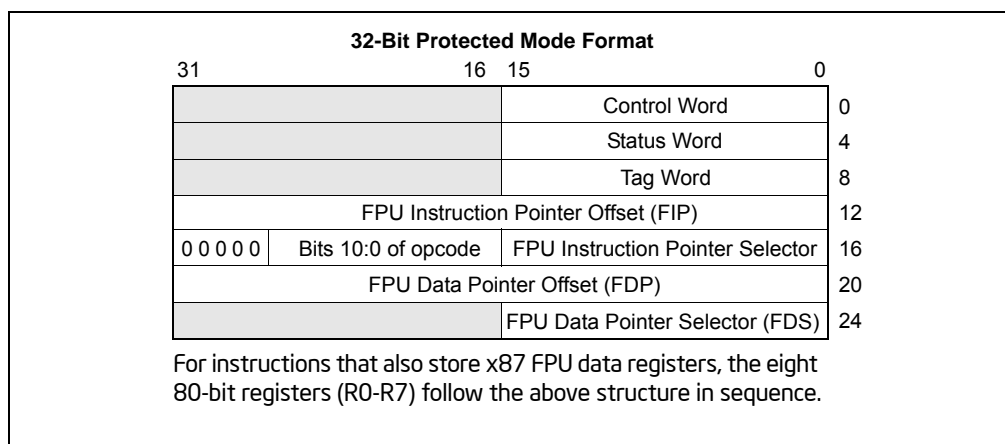 32-Bit Protected Mode Format
31 16 15 0
Control Word 0
Status Word 4
Tag Word 8
FPU Instruction Pointer Offset (FIP) 12
0 0 0 0 0 Bits 10:0 of opcode FPU Instruction Pointer Selector 16
FPU Data Pointer Offset (FDP) 20
FPU Data Pointer Selector (FDS) 24
For instructions that also store x87 FPU data registers, the eight
80-bit registers (R0-R7) follow the above structure in sequence.